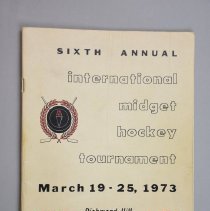 SIXTH ANNUAL
international
midget
hockey
tournament
March 19-25, 1973
Richmond Hill